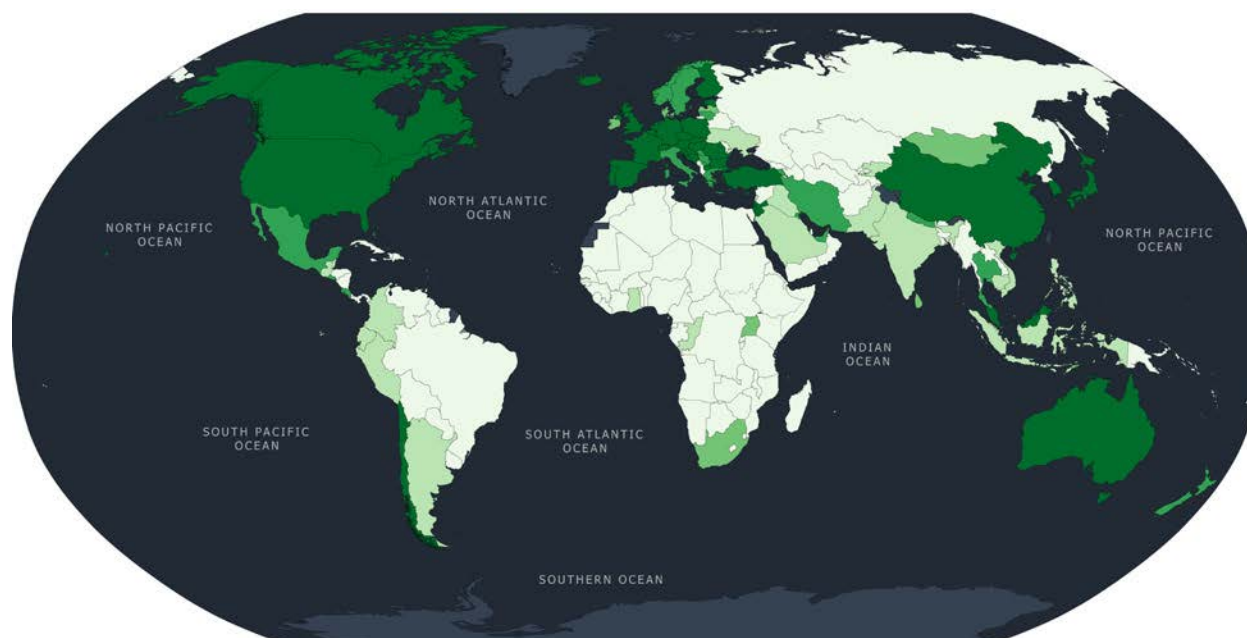 NORTH PACIFIC
OCEAN
NORTH ATLANTIC
OCEAN
NORTH PACIFIC
OCEAN
INDIAN
OCEAN
SOUTH PACIFIC
OCEAN
SOUTH ATLANTIC
OCEAN
SOUTHERN OCEAN